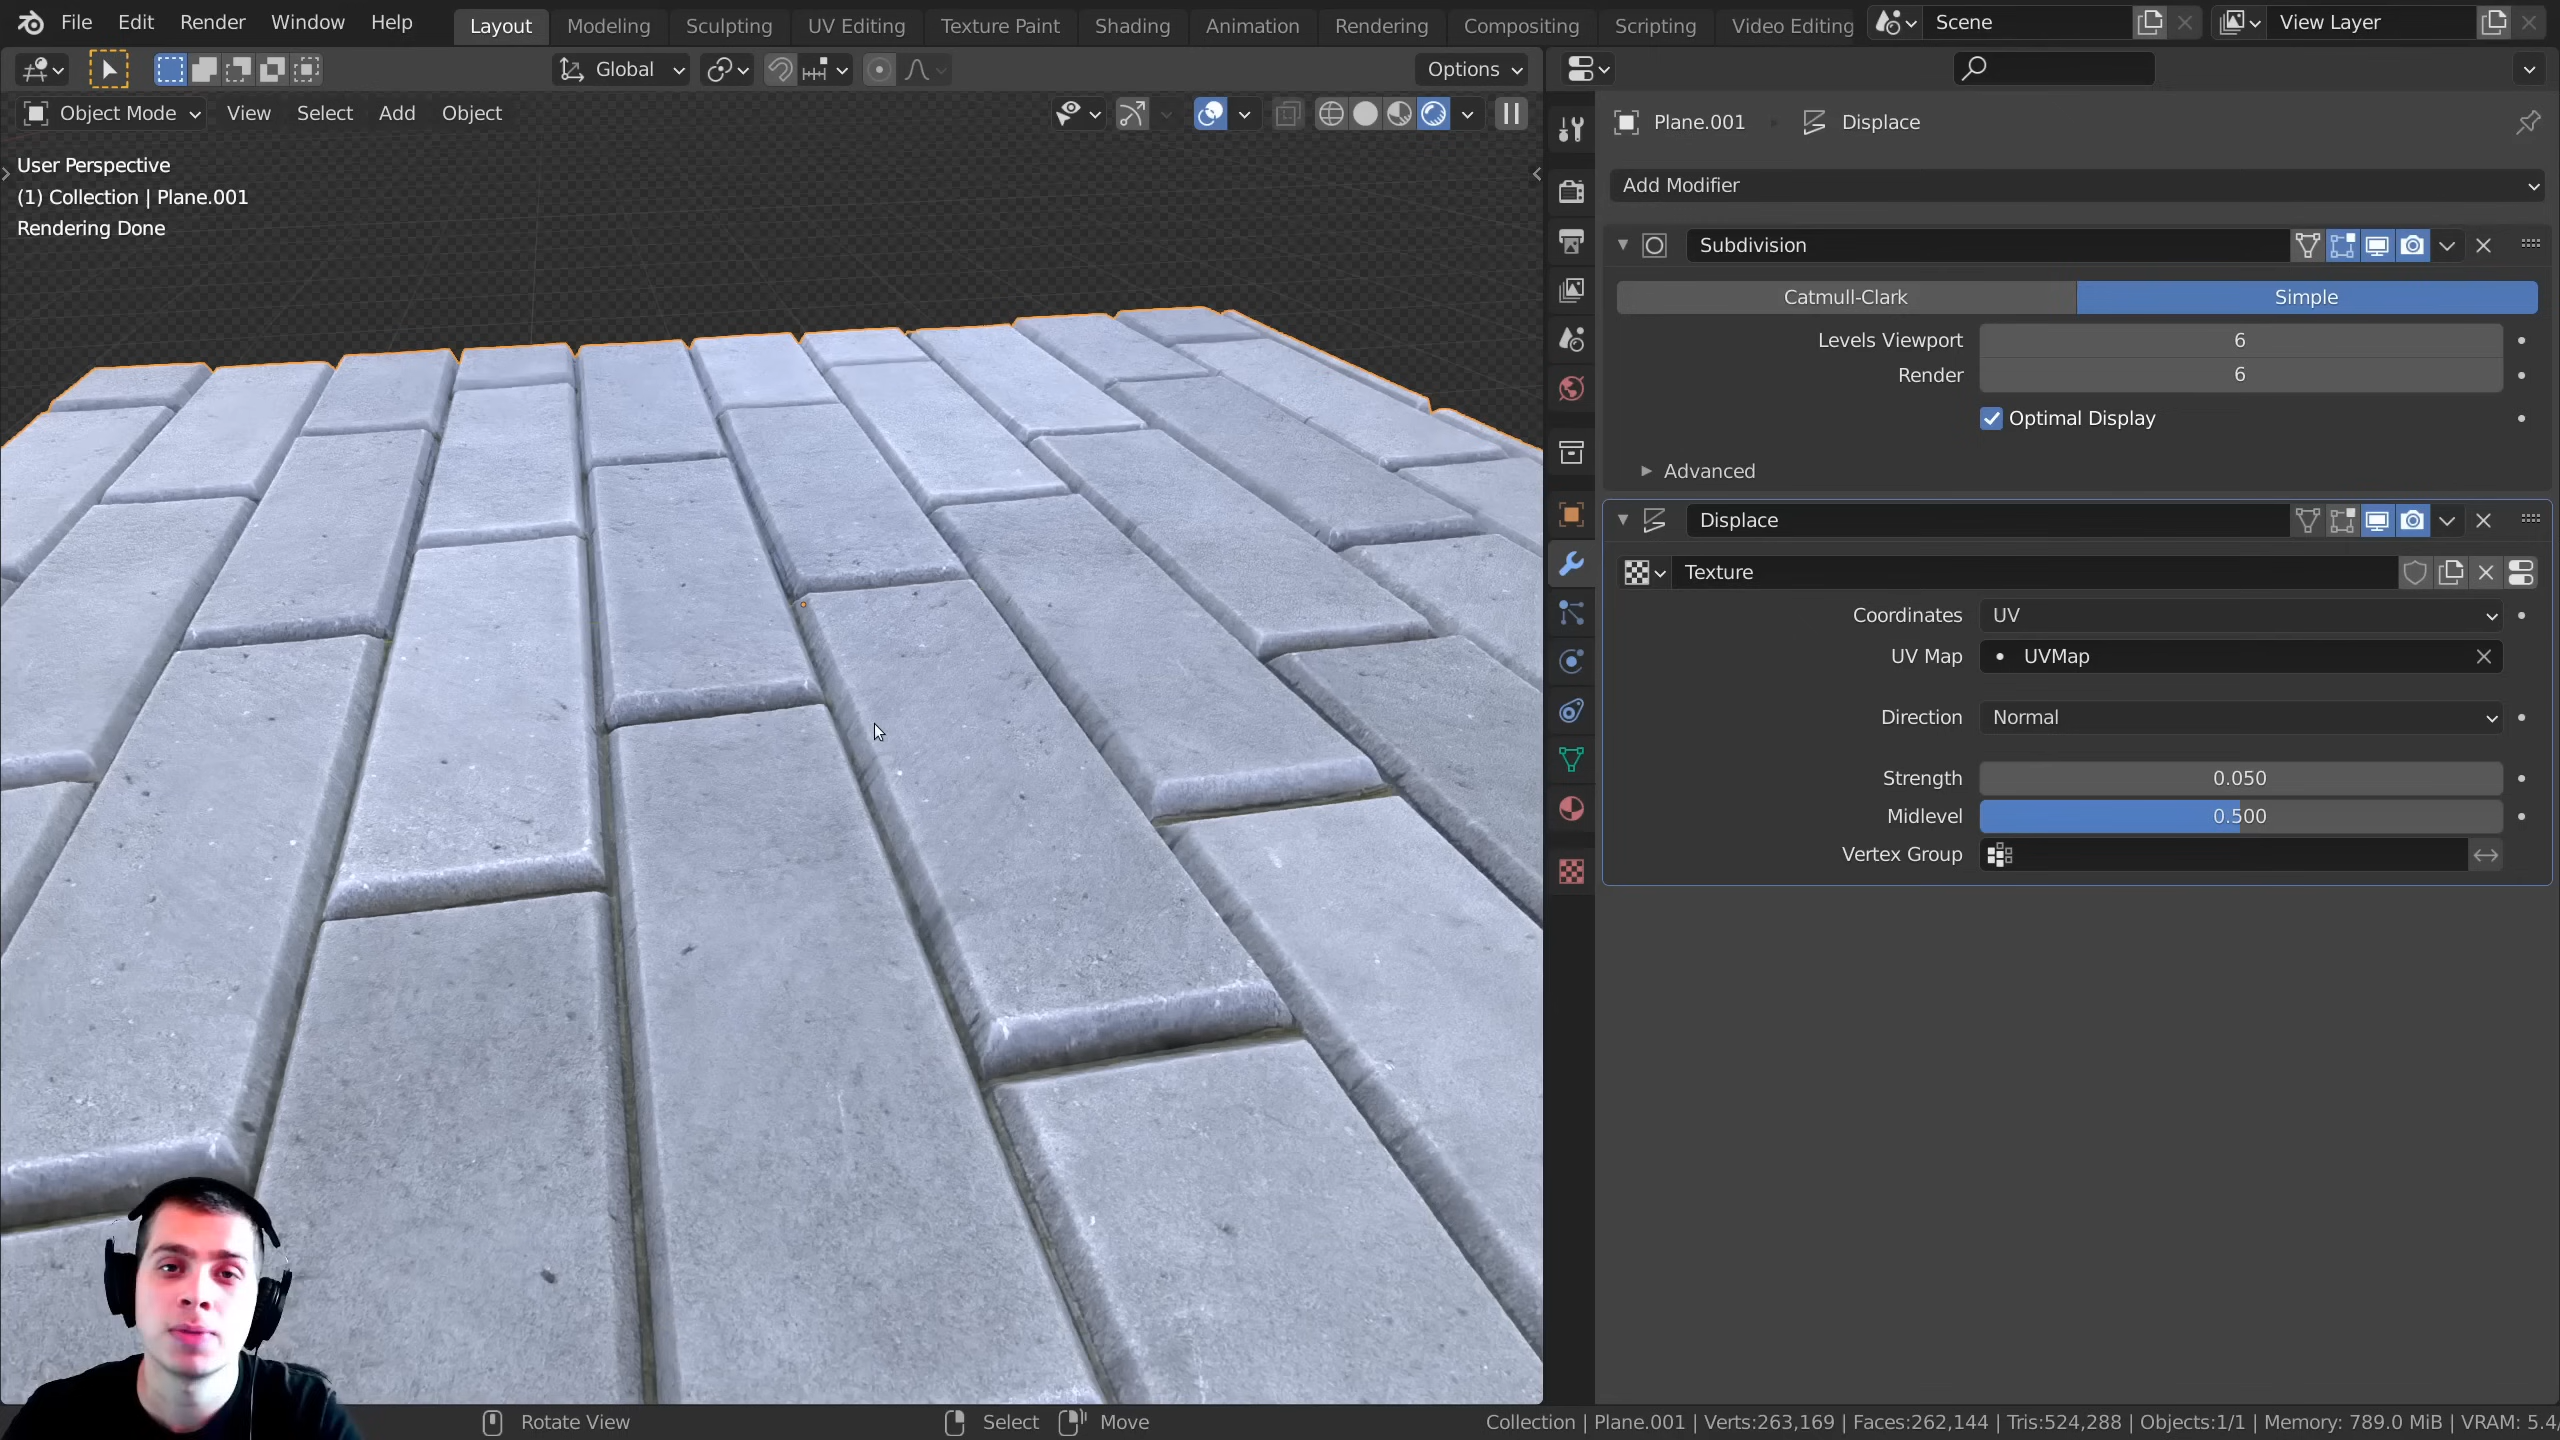 File Edit Render Window Help Layout Modeling Sculpting UV Editing Texture Paint Shading Animation Rendering Compositing Scripting Video Editing Scene View Layer
Global Options
Object Mode View Select Add Object
User Perspective
(1) Collection | Plane.001
Rendering Done
Plane.001 Displace
Add Modifier
Subdivision
Catmull-Clark Simple
Levels Viewport 6
Render 6
Optimal Display
Advanced
Displace
Texture
Coordinates UV
UV Map UVMap
Direction Normal
Strength 0.050
Midlevel 0.500
Vertex Group
Rotate View Select Move Collection | Plane.001 | Verts:263,169 | Faces:262,144 | Tris:524,288 | Objects:1/1 | Memory: 789.0 MiB | VRAM: 5.4/